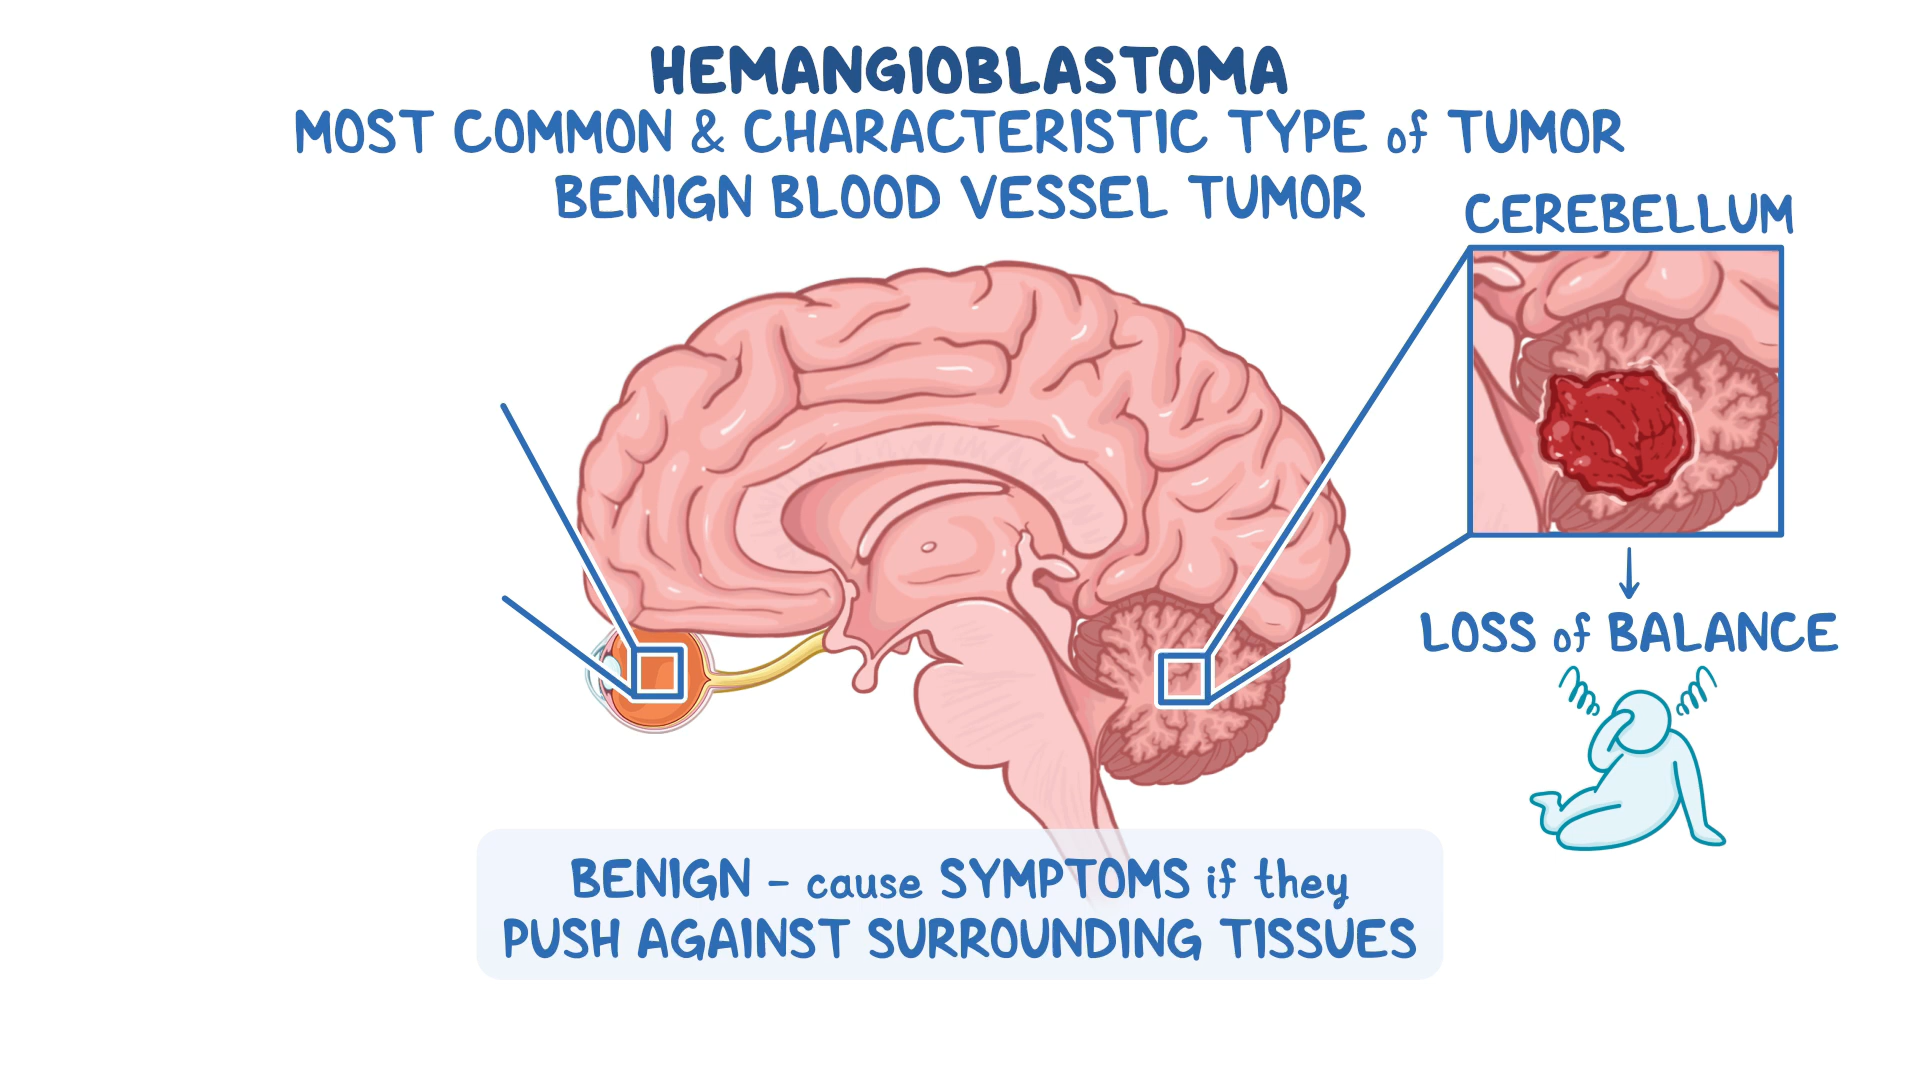 HEMANGIOBLASTOMA
MOST COMMON & CHARACTERISTIC TYPE of TUMOR
BENIGN BLOOD VESSEL TUMOR
CEREBELLUM
LOSS of BALANCE
BENIGN - cause SYMPTOMS if they
PUSH AGAINST SURROUNDING TISSUES